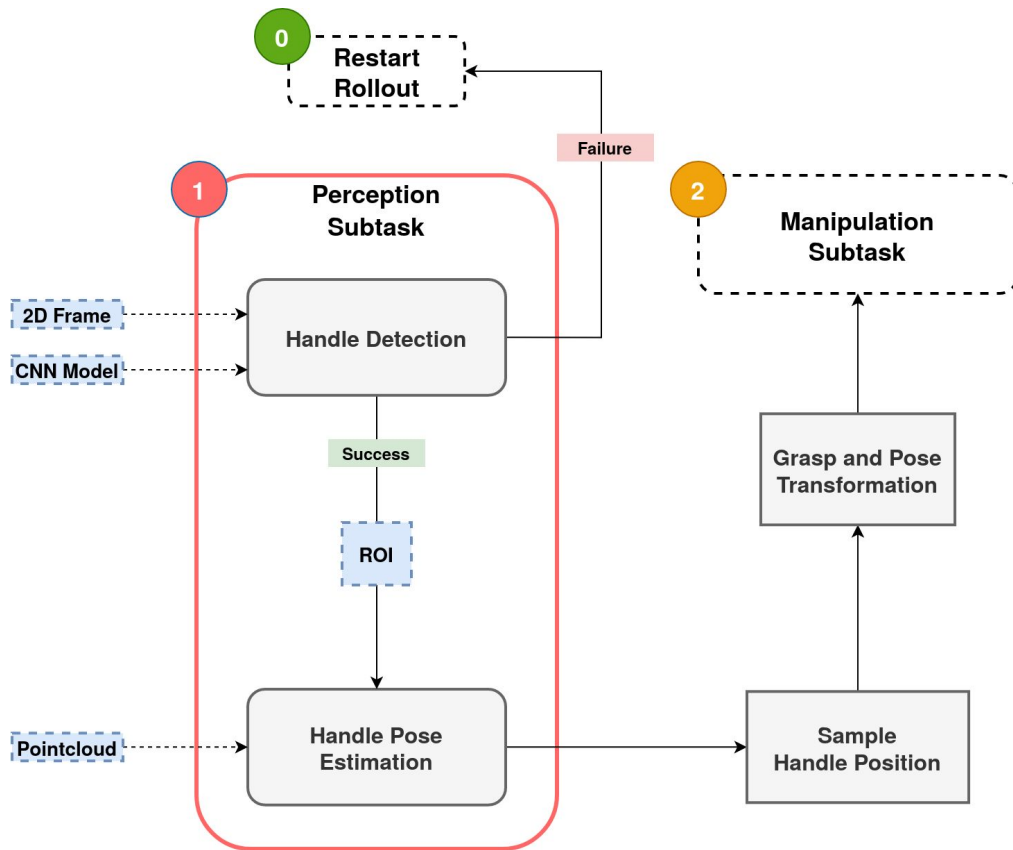 0
Restart
Rollout
Failure
1
Perception
Subtask
2
Manipulation
Subtask
2D Frame
CNN Model
Handle Detection
Success
ROI
Grasp and Pose
Transformation
Pointcloud
Handle Pose
Estimation
Sample
Handle Position